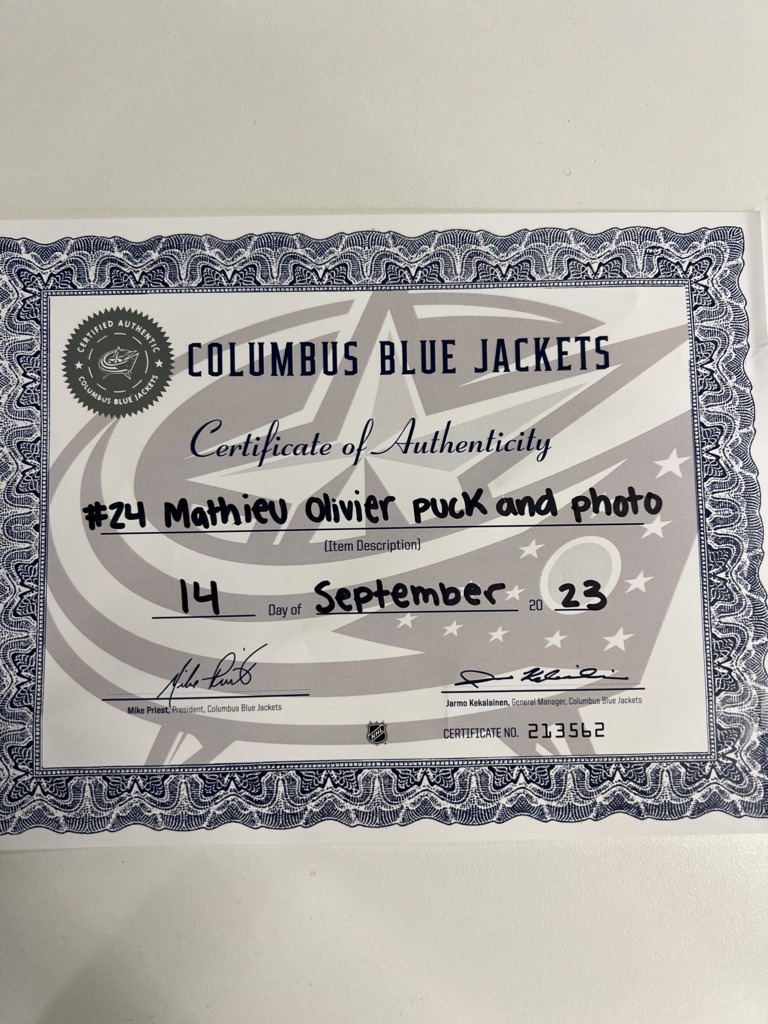 CERTIFIED AUTHENTIC
COLUMBUS BLUE JACKETS
COLUMBUS BLUE JACKETS
Certificate of Authenticity
#24 Mathieu Olivier puck and photo
(Item Description)
14 Day of September 20 23
Mike Priest, President, Columbus Blue Jackets
Jarmo Kekalainen, General Manager, Columbus Blue Jackets
NHL
CERTIFICATE NO. 213562